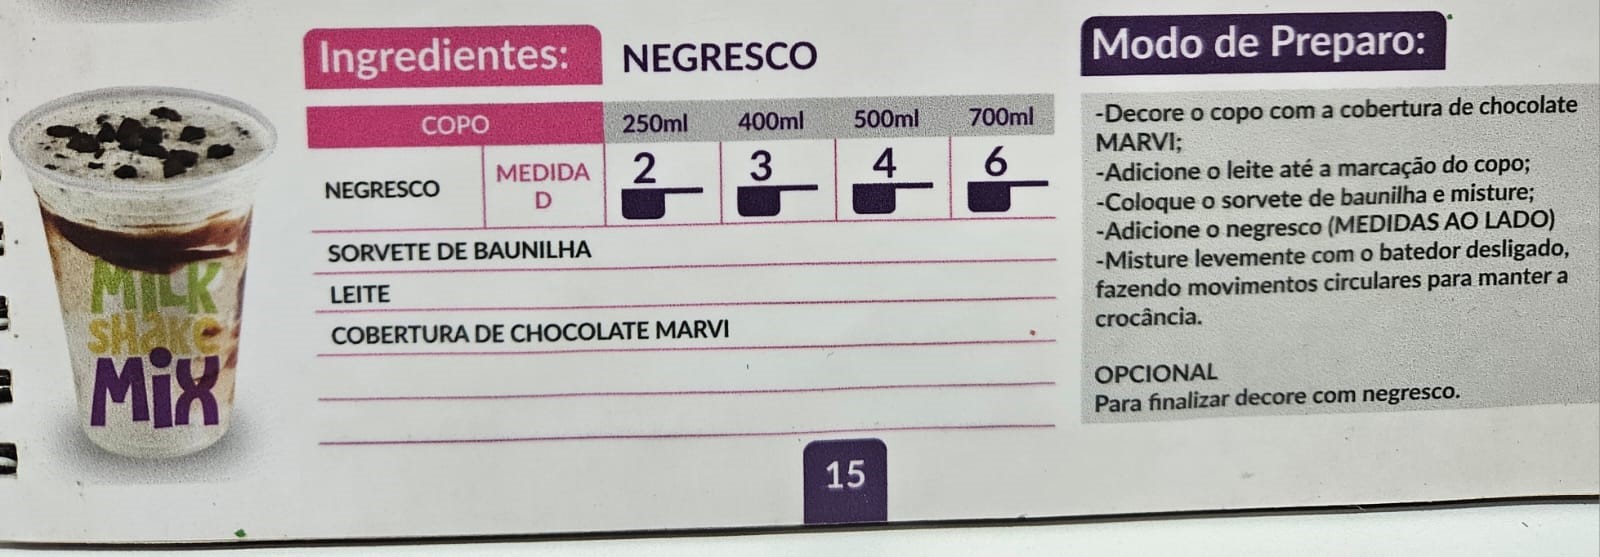 Ingredientes:
NEGRESCO
COPO 250ml 400ml 500ml 700ml
NEGRESCO
MEDIDA
D
2 3 4 6
SORVETE DE BAUNILHA
LEITE
COBERTURA DE CHOCOLATE MARVI
Modo de Preparo:
-Decore o copo com a cobertura de chocolate
MARVI;
-Adicione o leite até a marcação do copo;
-Coloque o sorvete de baunilha e misture;
-Adicione o negresco (MEDIDAS AO LADO)
-Misture levemente com o batedor desligado,
fazendo movimentos circulares para manter a
crocância.
OPCIONAL
Para finalizar decore com negresco.
MILK
SHAKE
MiX
15